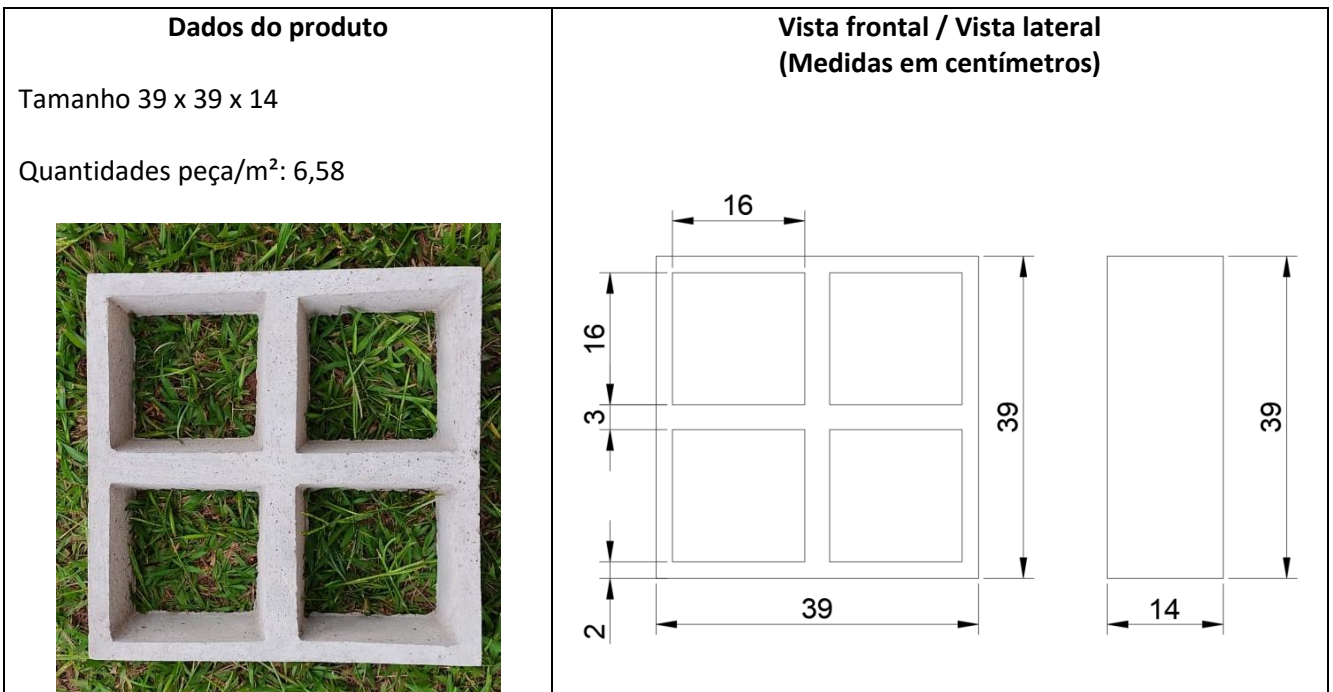 Dados do produto
Tamanho 39 x 39 x 14
Quantidades peça/m²: 6,58
Vista frontal / Vista lateral
(Medidas em centímetros)
16
16
3
2
39
39
39
14